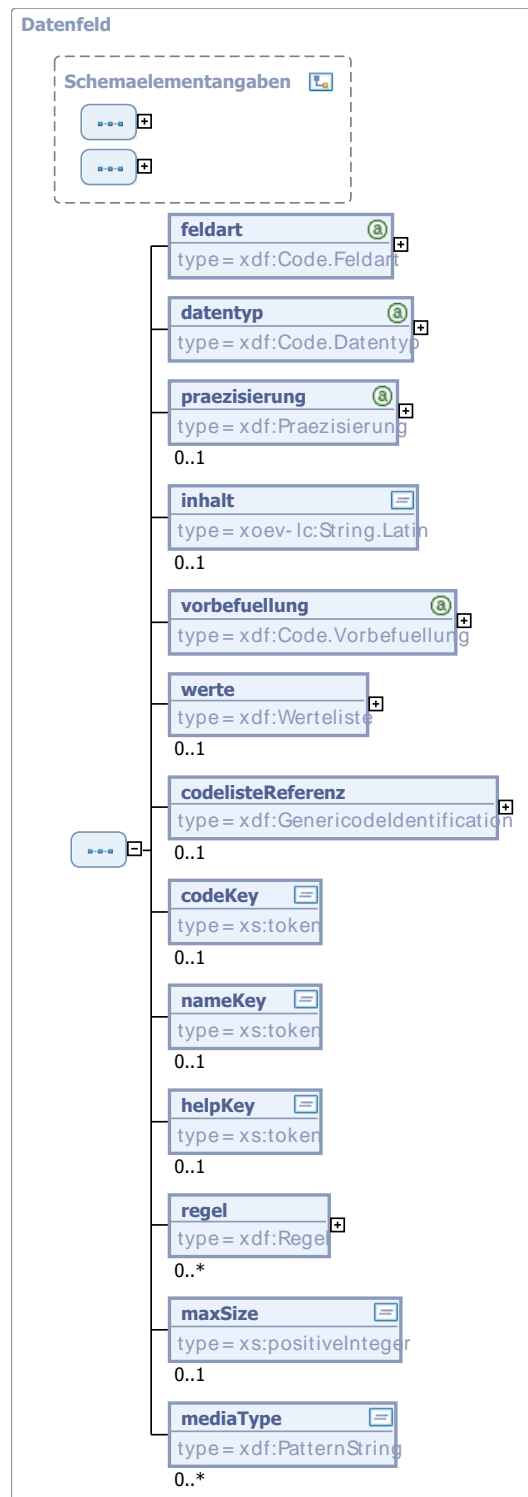 Datenfeld
Schemaelementangaben
feldart
type= xdf:Code.Feldart
datentyp
type= xdf:Code.Datentyp
praezisierung
type= xdf:Praezisierung
0..1
inhalt
type= xoev-lc:String.Latin
0..1
vorbefuellung
type= xdf:Code.Vorbefuellung
werte
type= xdf:Werteliste
0..1
codelisteReferenz
type= xdf:GenericodeIdentification
0..1
codeKey
type= xs:token
0..1
nameKey
type= xs:token
0..1
helpKey
type= xs:token
0..1
regel
type= xdf:Regel
0..*
maxSize
type= xs:positiveInteger
0..1
mediaType
type= xdf:PatternString
0..*